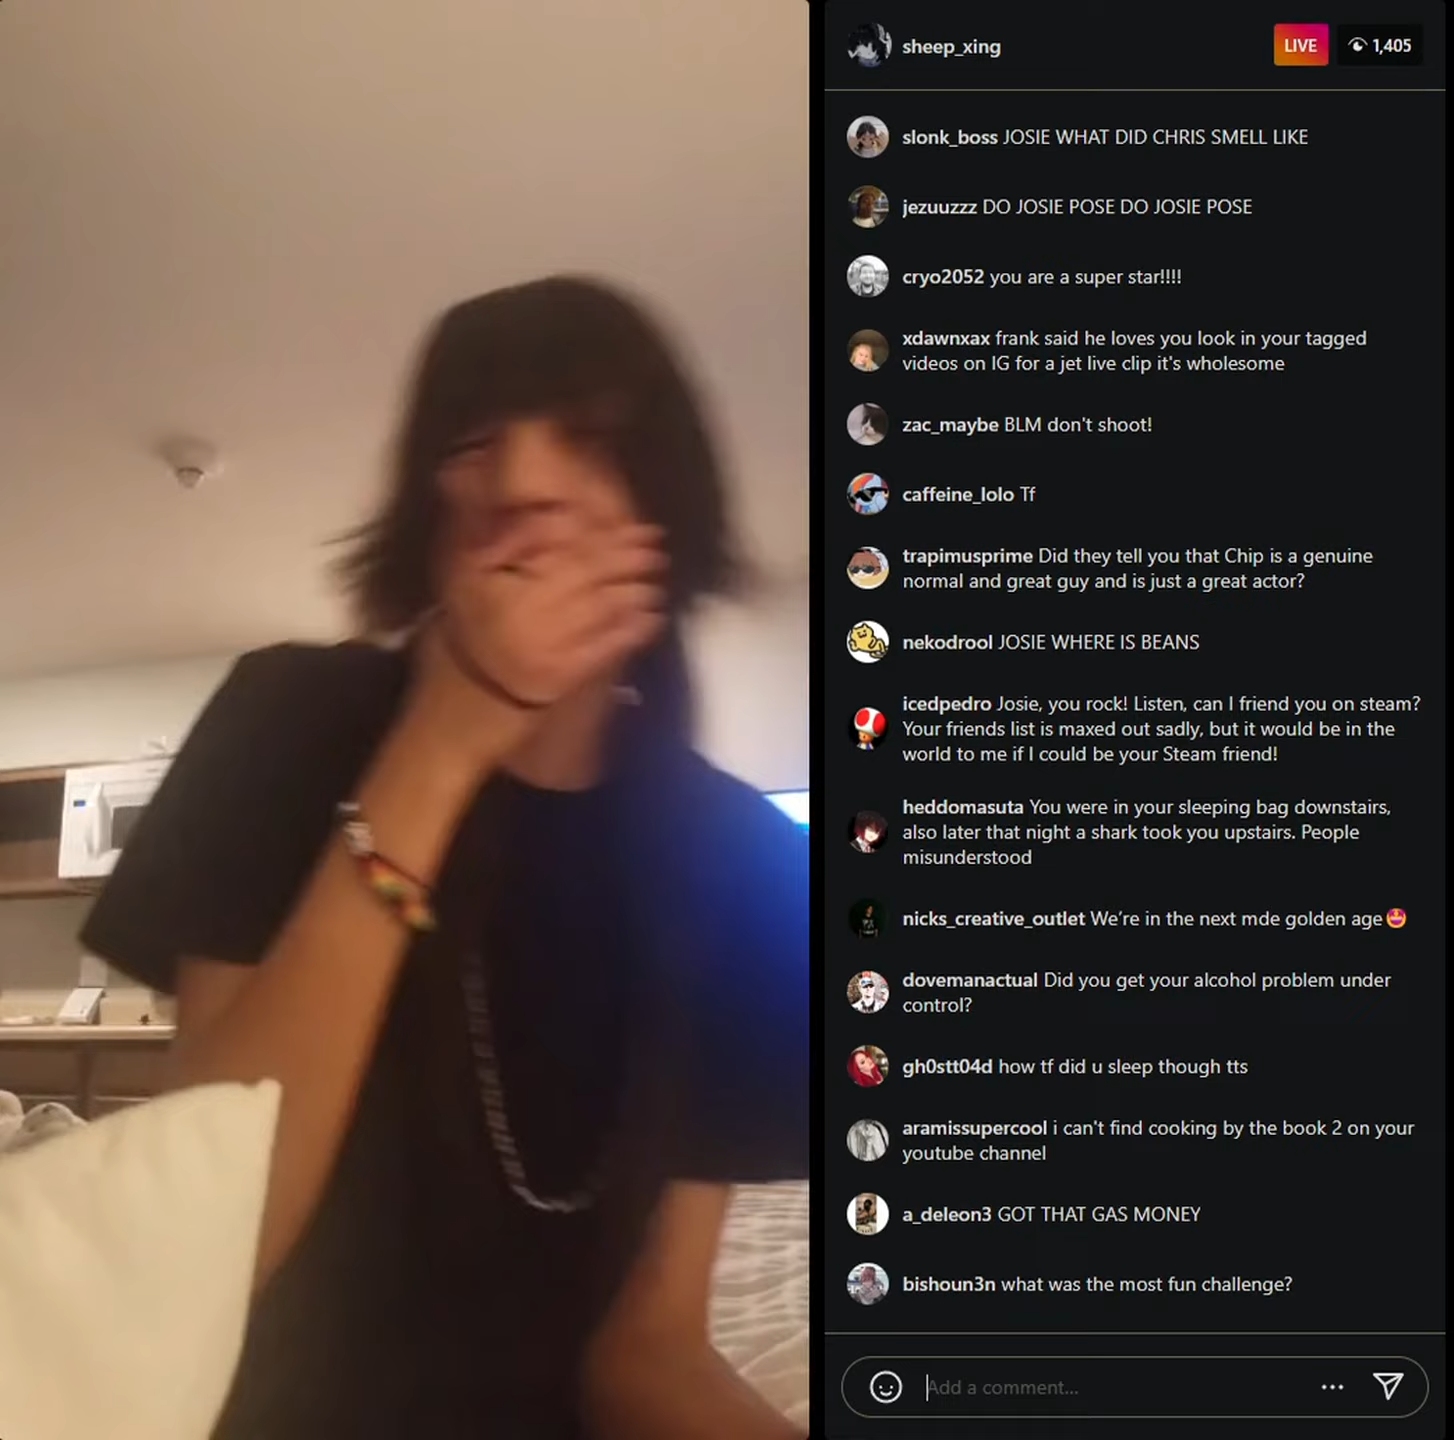 sheep_xing
LIVE
1,405
slonk_boss JOSIE WHAT DID CHRIS SMELL LIKE
jezuuzzz DO JOSIE POSE DO JOSIE POSE
cryo2052 you are a super star!!!!
xdawnxax frank said he loves you look in your tagged
videos on IG for a jet live clip it's wholesome
zac_maybe BLM don't shoot!
caffeine_lolo Tf
trapimusprime Did they tell you that Chip is a genuine
normal and great guy and is just a great actor?
nekodrool JOSIE WHERE IS BEANS
icedpedro Josie, you rock! Listen, can I friend you on steam?
Your friends list is maxed out sadly, but it would be in the
world to me if I could be your Steam friend!
heddomasuta You were in your sleeping bag downstairs,
also later that night a shark took you upstairs. People
misunderstood
nicks_creative_outlet We’re in the next mde golden age🤩
dovemanactual Did you get your alcohol problem under
control?
gh0stt04d how tf did u sleep though tts
aramissupercool i can't find cooking by the book 2 on your
youtube channel
a_deleon3 GOT THAT GAS MONEY
bishoun3n what was the most fun challenge?
Add a comment...